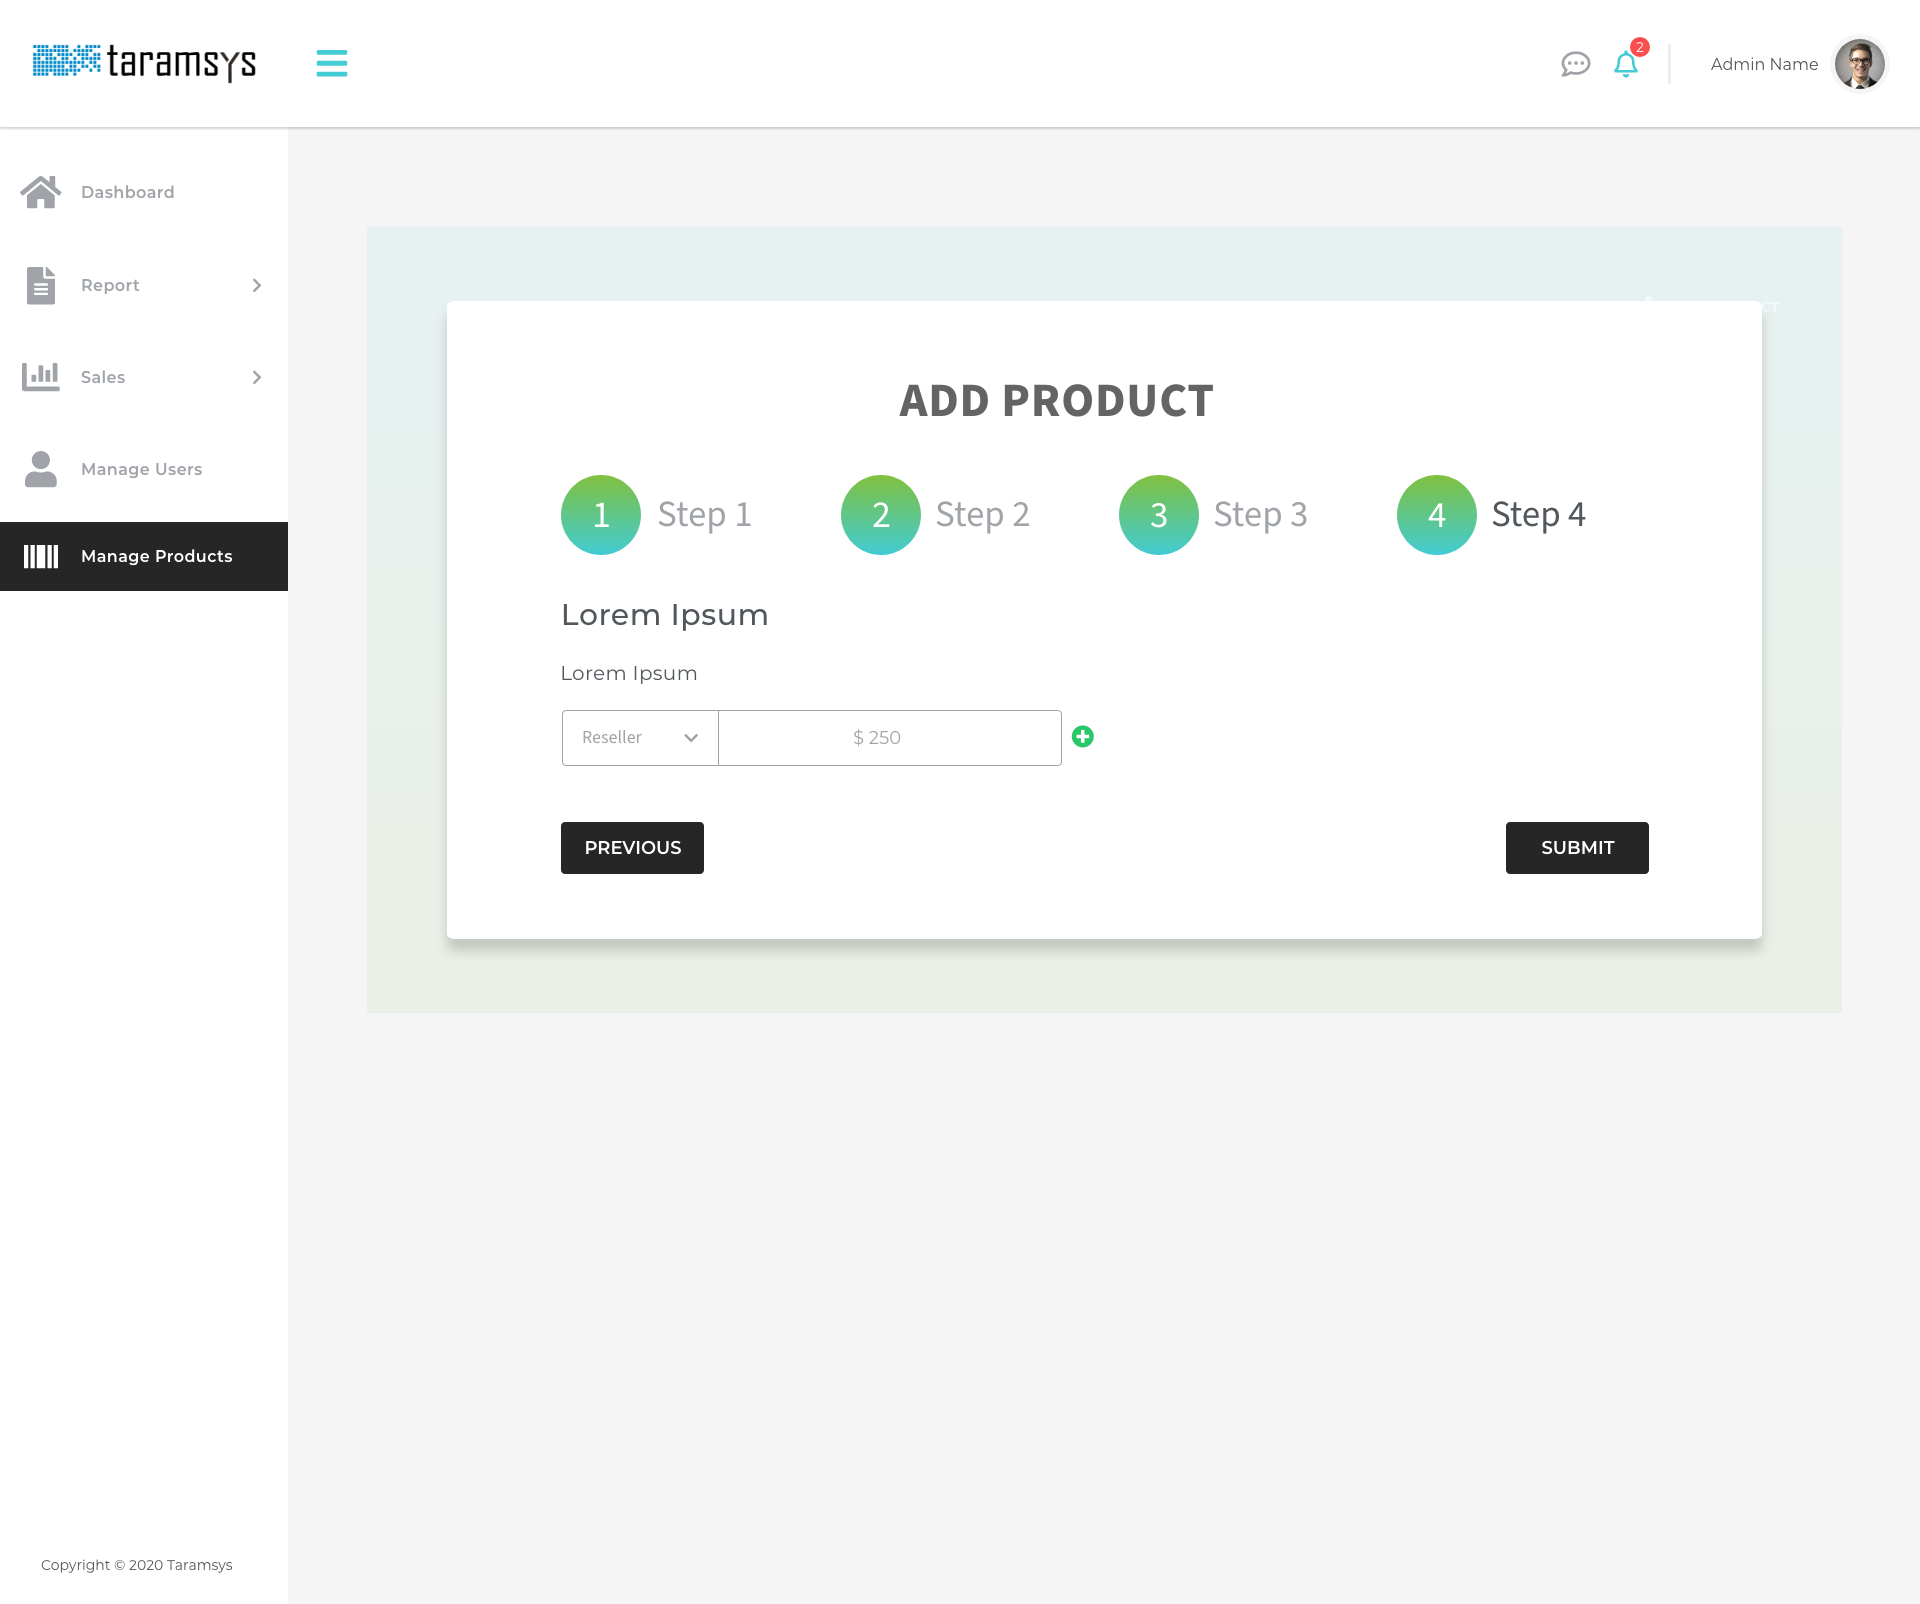 taramsys
2
Admin Name
Dashboard
Report
Sales
Manage Users
Manage Products
CT
ADD PRODUCT
1 Step 1 2 Step 2 3 Step 3 4 Step 4
Lorem Ipsum
Lorem Ipsum
Reseller $ 250
PREVIOUS SUBMIT
Copyright © 2020 Taramsys